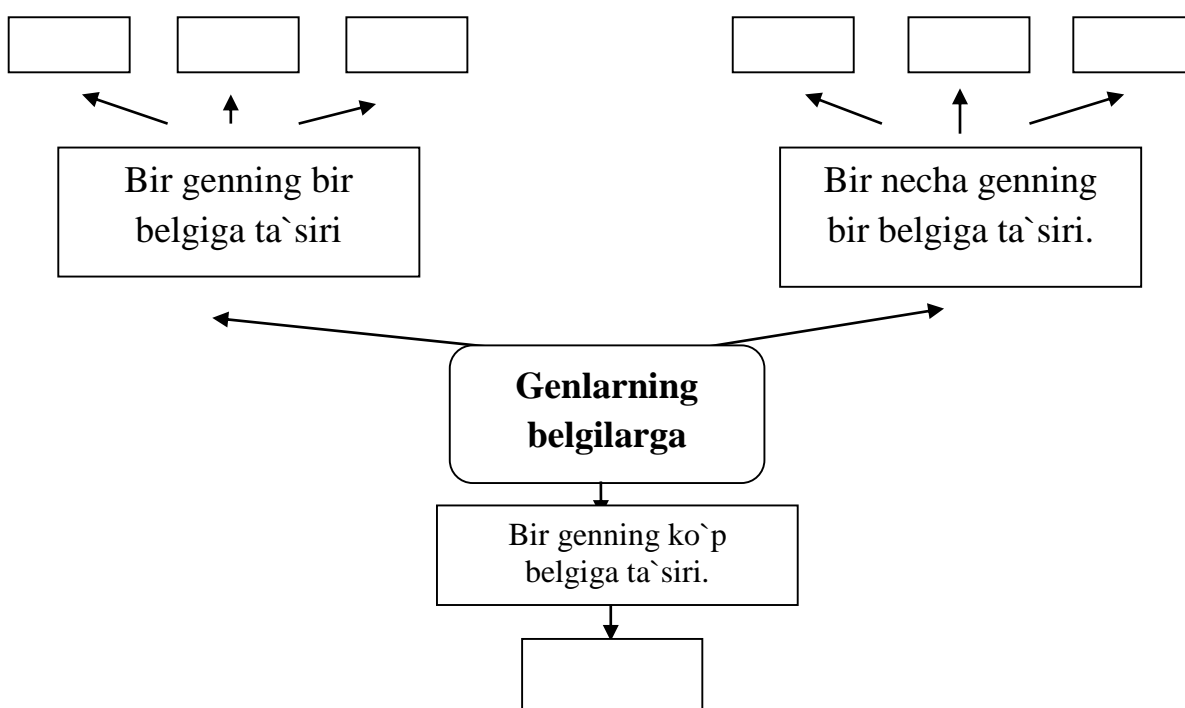 Bir genning bir
belgiga ta`siri
Bir necha genning
bir belgiga ta`siri.
Genlarning
belgilarga
Bir genning ko`p
belgiga ta`siri.